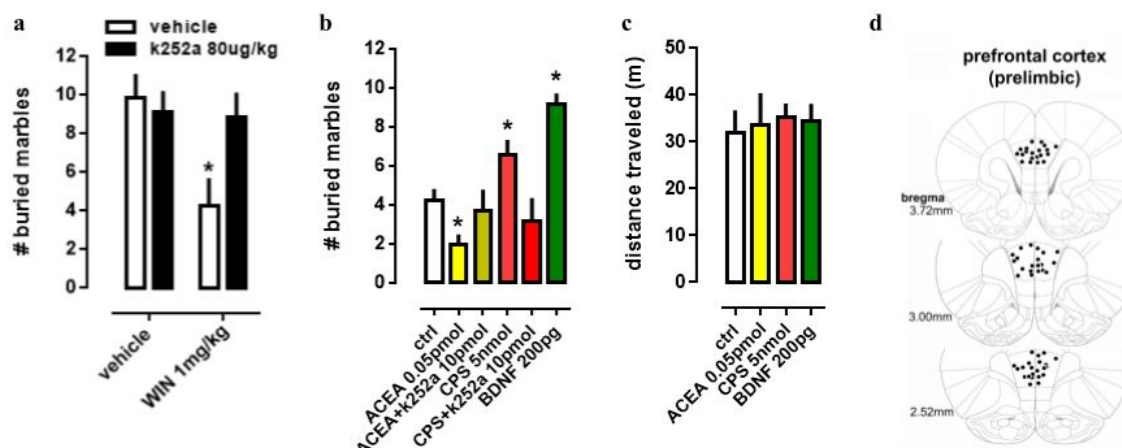 a
vehicle
k252a 80ug/kg
# buried marbles
12
10
8
6
4
2
0
*
vehicle
WIN 1mg/kg
b
# buried marbles
12
10
8
6
4
2
0
*
*
*
ctrl
ACEA 0.05pmol
ACEA+k252a 10pmol
CPS 5nmol
CPS+k252a 10pmol
BDNF 200pg
c
distance traveled (m)
50
40
30
20
10
0
ctrl
ACEA 0.05pmol
CPS 5nmol
BDNF 200pg
d
prefrontal cortex
(prelimbic)
bregma
3.72mm
3.00mm
2.52mm